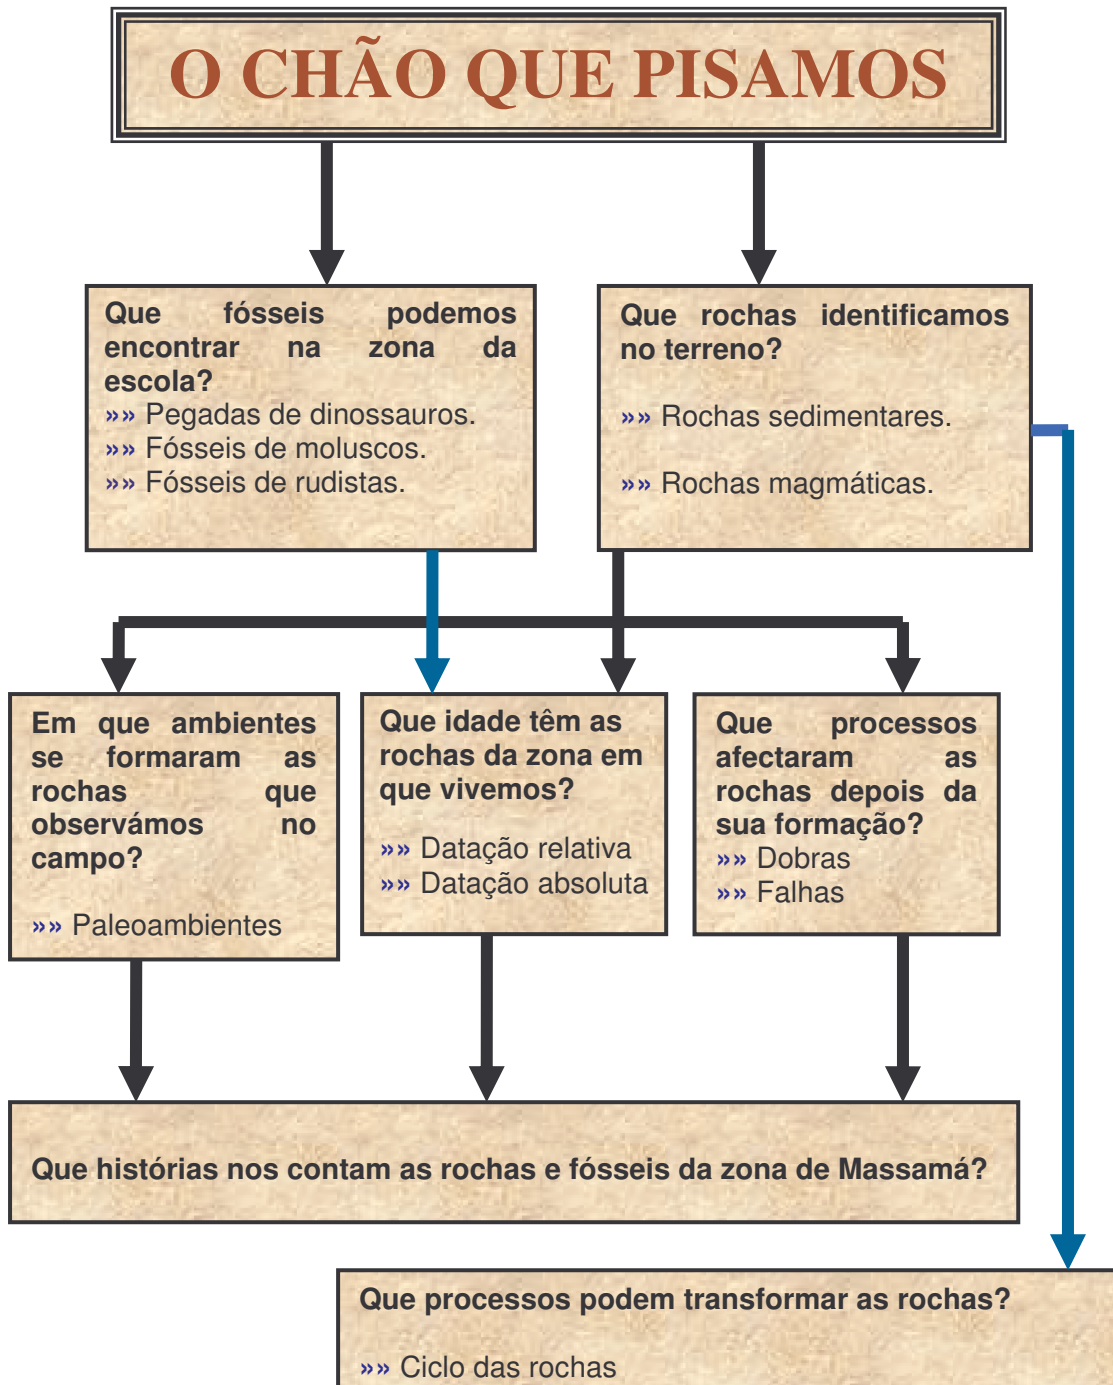 O CHÃO QUE PISAMOS
Que fósseis podemos
encontrar na zona da
escola?
»» Pegadas de dinossauros.
»» Fósseis de moluscos.
»» Fósseis de rudistas.
Que rochas identificamos
no terreno?
»» Rochas sedimentares.
»» Rochas magmáticas.
Em que ambientes
se formaram as
rochas que
observámos no
campo?
»» Paleoambientes
Que idade têm as
rochas da zona em
que vivemos?
»» Datação relativa
»» Datação absoluta
Que processos
afectaram as
rochas depois da
sua formação?
»» Dobras
»» Falhas
Que histórias nos contam as rochas e fósseis da zona de Massamá?
Que processos podem transformar as rochas?
»» Ciclo das rochas